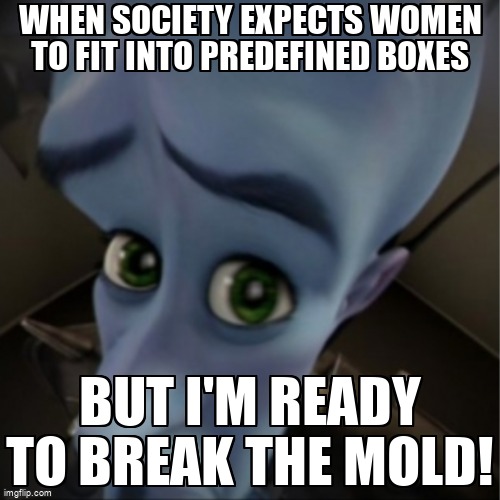 WHEN SOCIETY EXPECTS WOMEN
TO FIT INTO PREDEFINED BOXES
BUT I'M READY
TO BREAK THE MOLD!
imgflip.com